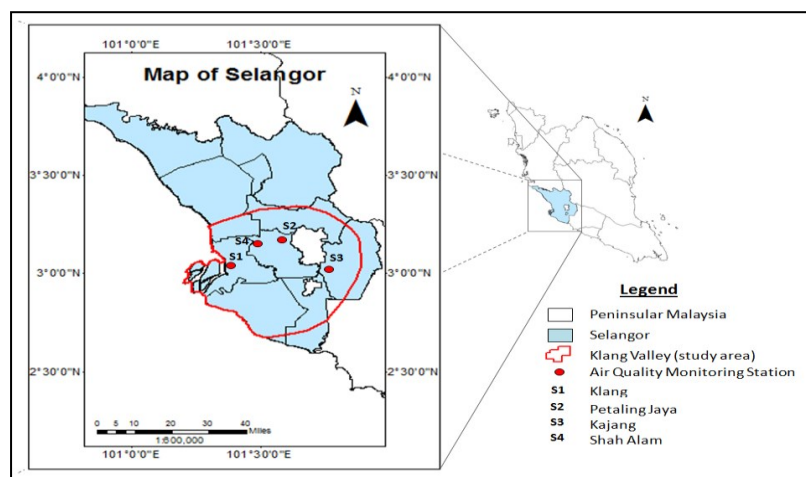 101°0'0"E 101°30'0"E
Map of Selangor
N
N
4°0'0"N 4°0'0"N
3°30'0"N 3°30'0"N
S2
S4
S1 S3
3°0'0"N 3°0'0"N
2°30'0"N 2°30'0"N
0 5 10 20 30 40
Miles
101°0'0"E 101°30'0"E
Legend
Peninsular Malaysia
Selangor
Klang Valley (study area)
Air Quality Monitoring Station
S1 Klang
S2 Petaling Jaya
S3 Kajang
S4 Shah Alam